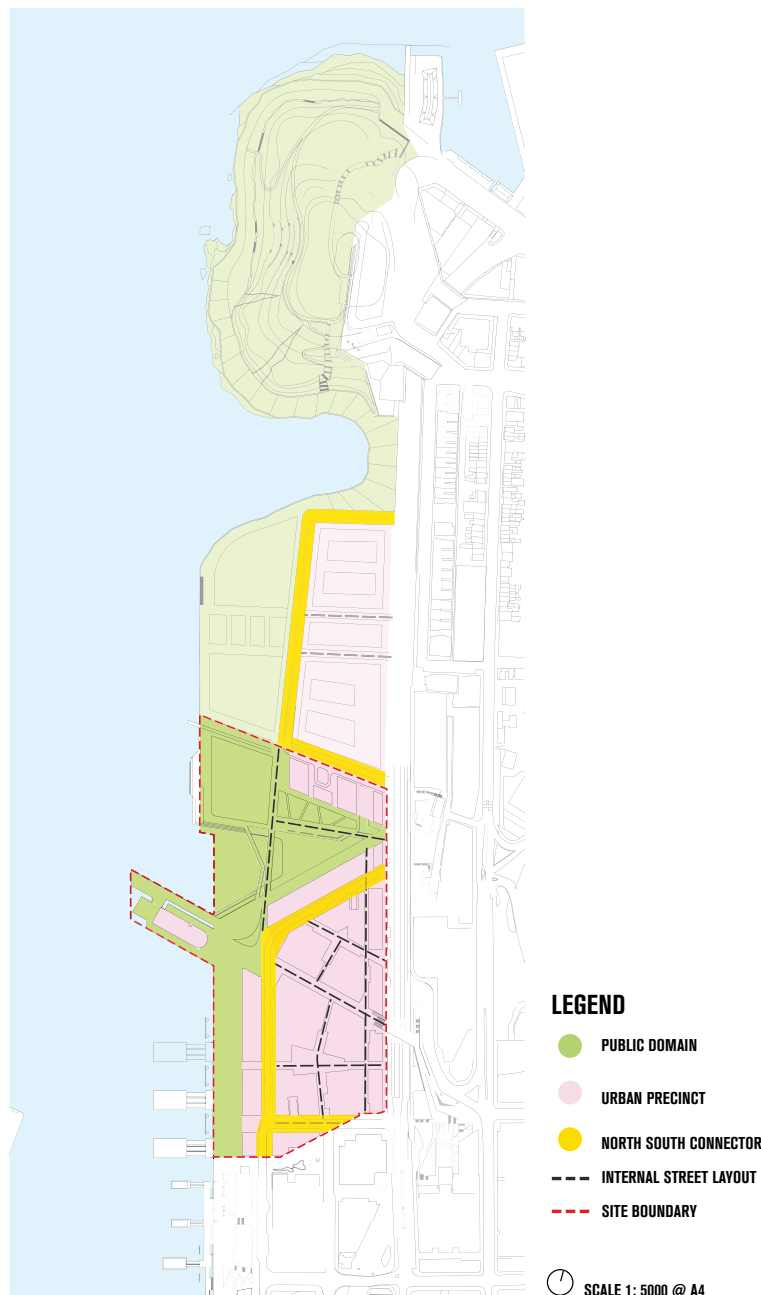 LEGEND
PUBLIC DOMAIN
URBAN PRECINCT
NORTH SOUTH CONNECTOR
INTERNAL STREET LAYOUT
SITE BOUNDARY
SCALE 1: 5000 @ A4